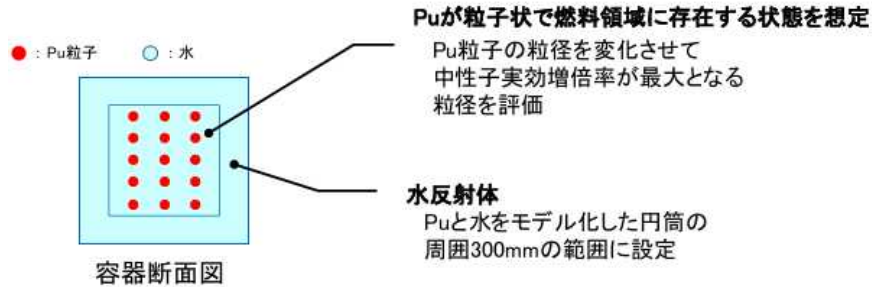 Puが粒子状で燃料領域に存在する状態を想定
Pu粒子の粒径を変化させて
中性子実効増倍率が最大となる
粒径を評価
：Pu粒子 ：水
水反射体
Puと水をモデル化した円筒の
周囲300mmの範囲に設定
容器断面図